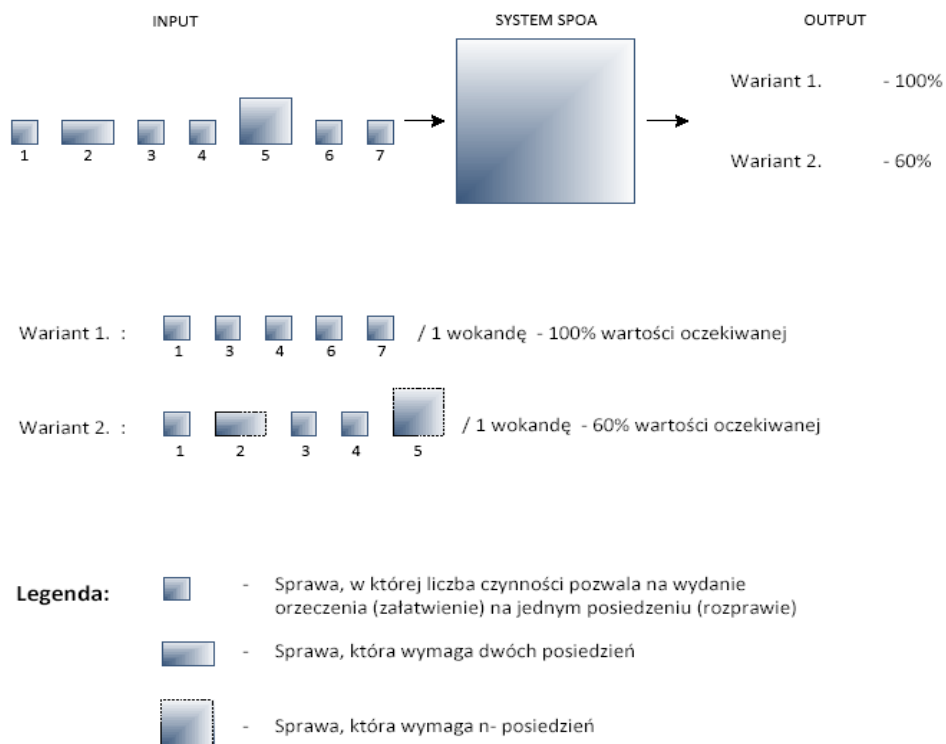 INPUT SYSTEM SPOA OUTPUT
Wariant 1. - 100%
1 2 3 4 5 6 7
Wariant 2. - 60%
Wariant 1. : / 1 wokandę - 100% wartości oczekiwanej
1 3 4 6 7
Wariant 2. : / 1 wokandę - 60% wartości oczekiwanej
1 2 3 4 5
Legenda: - Sprawa, w której liczba czynności pozwala na wydanie
orzeczenia (załatwienie) na jednym posiedzeniu (rozprawie)
- Sprawa, która wymaga dwóch posiedzień
- Sprawa, która wymaga n- posiedzień